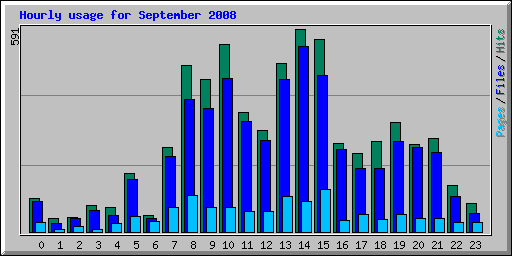 Hourly usage for September 2008
591
Pages / Files / Hits
0 1 2 3 4 5 6 7 8 9 10 11 12 13 14 15 16 17 18 19 20 21 22 23